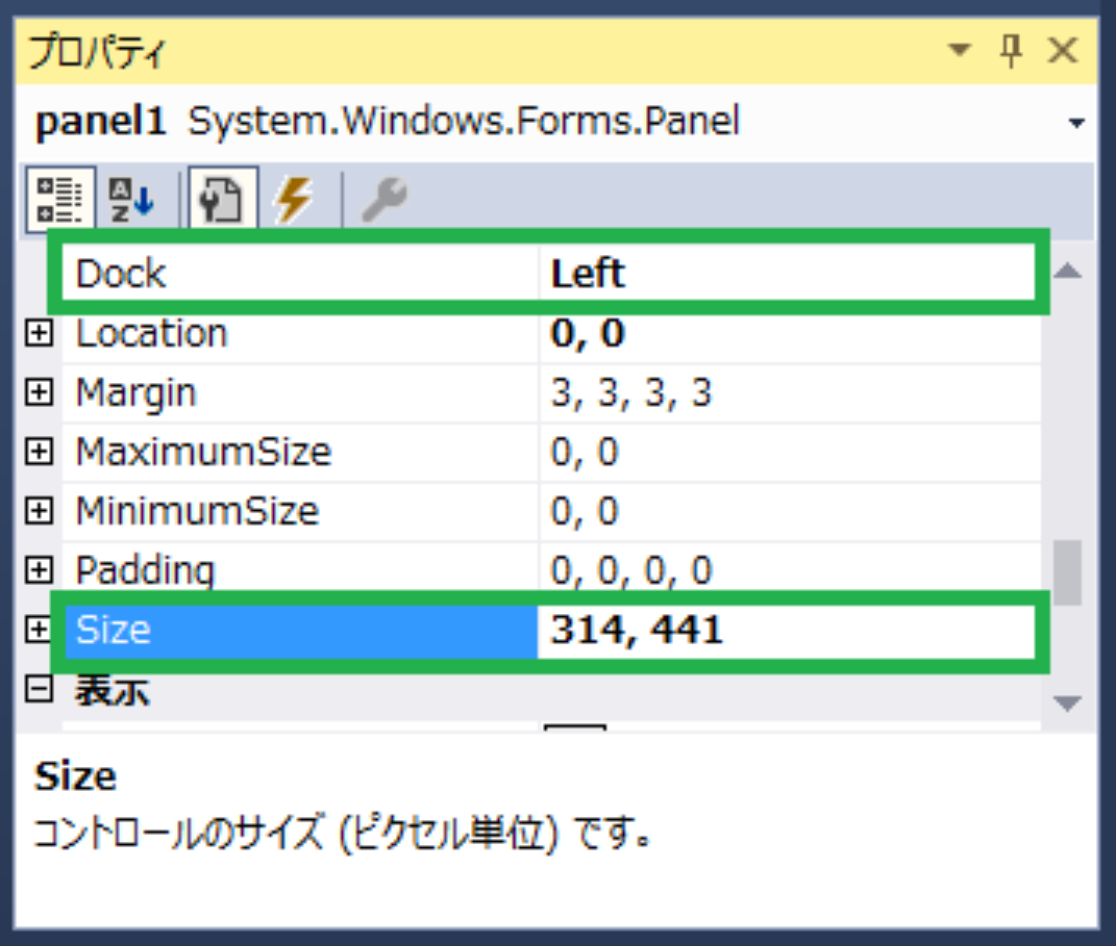 プロパティ
panel1 System.Windows.Forms.Panel
Dock Left
Location 0, 0
Margin 3, 3, 3, 3
MaximumSize 0, 0
MinimumSize 0, 0
Padding 0, 0, 0, 0
Size 314, 441
表示
Size
コントロールのサイズ (ピクセル単位) です。